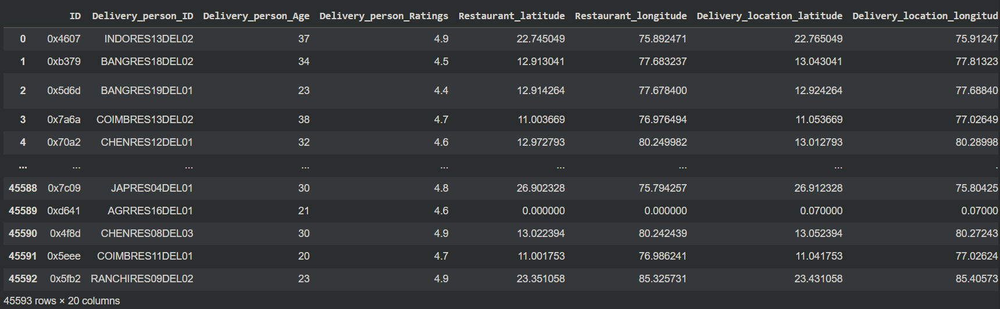 ID Delivery_person_ID Delivery_person_Age Delivery_person_Ratings Restaurant_latitude Restaurant_longitude Delivery_location_latitude Delivery_location_longitud
0 0x4607 INDORES13DEL02 37 4.9 22.745049 75.892471 22.765049 75.91247
1 0xb379 BANGRES18DEL02 34 4.5 12.913041 77.683237 13.043041 77.81323
2 0x5d6d BANGRES19DEL01 23 4.4 12.914264 77.678400 12.924264 77.68840
3 0x7a6a COIMBRES13DEL02 38 4.7 11.003669 76.976494 11.053669 77.02649
4 0x70a2 CHENRES12DEL01 32 4.6 12.972793 80.249982 13.012793 80.28998
... ... ... ... ... ... ... ... .
45588 0x7c09 JAPRES04DEL01 30 4.8 26.902328 75.794257 26.912328 75.80425
45589 0xd641 AGRRES16DEL01 21 4.6 0.000000 0.000000 0.070000 0.07000
45590 0x4f8d CHENRES08DEL03 30 4.9 13.022394 80.242439 13.052394 80.27243
45591 0x5eee COIMBRES11DEL01 20 4.7 11.001753 76.986241 11.041753 77.02624
45592 0x5fb2 RANCHIRES09DEL02 23 4.9 23.351058 85.325731 23.431058 85.40573
45593 rows × 20 columns